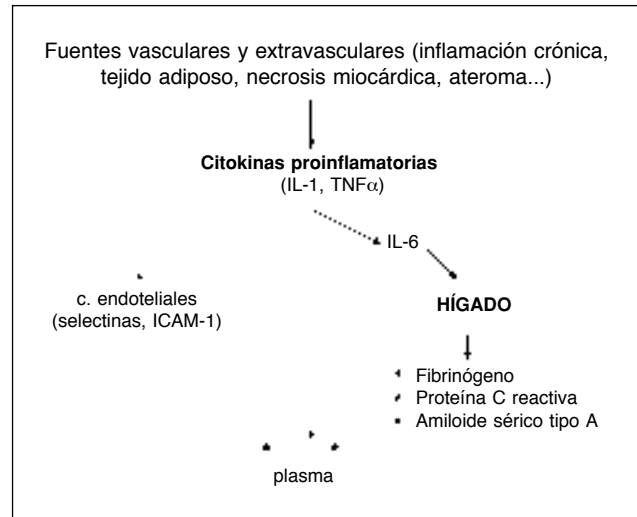 Fuentes vasculares y extravasculares (inflamación crónica,
tejido adiposo, necrosis miocárdica, ateroma...)
Citokinas proinflamatorias
(IL-1, TNFα)
IL-6
c. endoteliales
(selectinas, ICAM-1)
HÍGADO
Fibrinógeno
Proteína C reactiva
Amiloide sérico tipo A
plasma